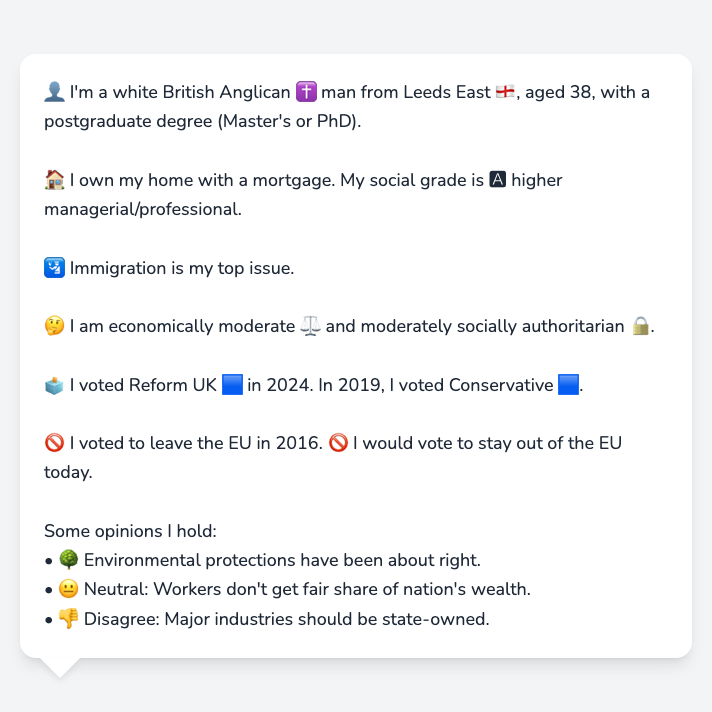 👤 I'm a white British Anglican ✝️ man from Leeds East 🏴󠁧󠁢󠁥󠁮󠁧󠁿, aged 38, with a
postgraduate degree (Master's or PhD).
🏠 I own my home with a mortgage. My social grade is 🅰 higher
managerial/professional.
🛂 Immigration is my top issue.
🤔 I am economically moderate ⚖️ and moderately socially authoritarian 🔒.
🗳️ I voted Reform UK 🟦 in 2024. In 2019, I voted Conservative 🟦.
🚫 I voted to leave the EU in 2016. 🚫 I would vote to stay out of the EU
today.
Some opinions I hold:
• 🌳 Environmental protections have been about right.
• 😐 Neutral: Workers don't get fair share of nation's wealth.
• 👎 Disagree: Major industries should be state-owned.